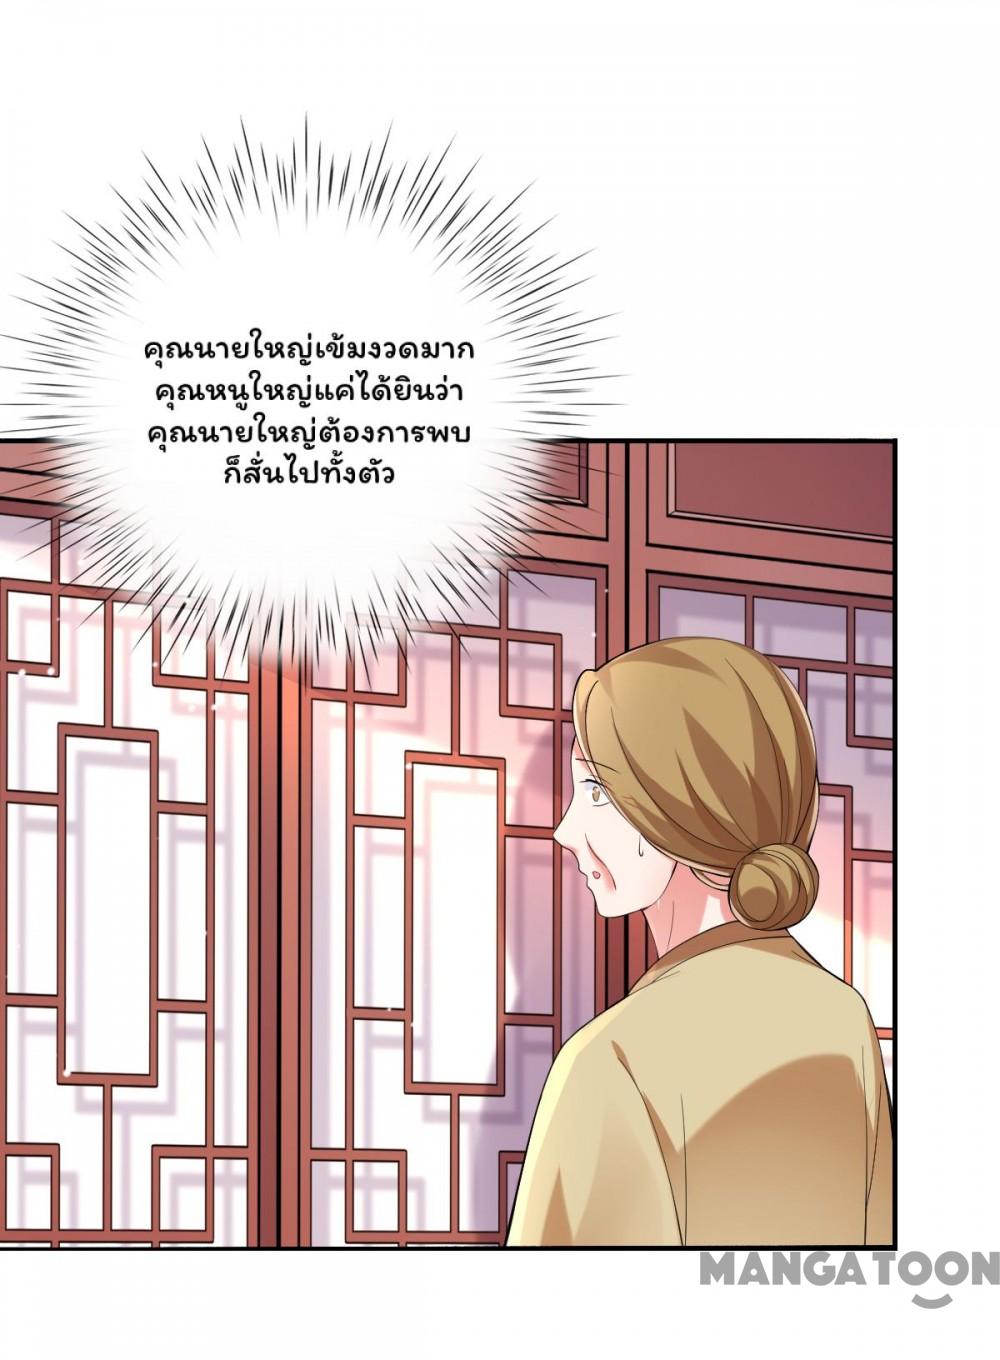 คุณนายใหญ่เข้มงวดมาก
คุณหนูใหญ่แค่ได้ยินว่า
คุณนายใหญ่ต้องการพบ
ก็สั่นไปทั้งตัว
MANGATOON